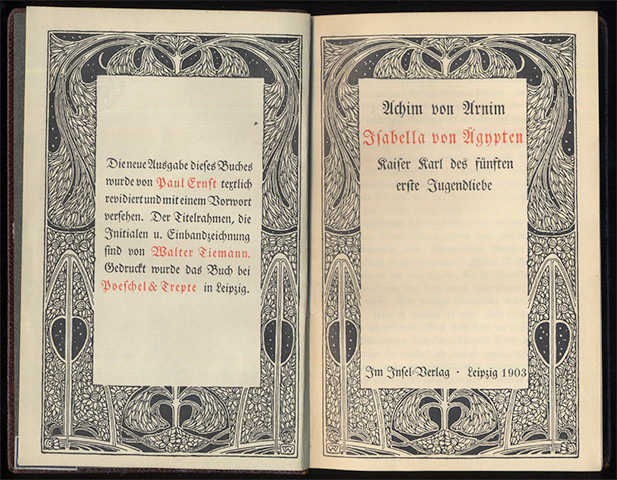 Die neue Ausgabe dieses Buches
wurde von Paul Ernst textlich
revidiert und mit einem Vorwort
versehen. Der Titelrahmen, die
Initialen u. Einbandzeichnung
sind von Walter Tiemann.
Gedruckt wurde das Buch bei
Poeschel & Trepte in Leipzig.
Achim von Arnim
Isabella von Ägypten
Kaiser Karl des fünften
erste Jugendliebe
Im Insel-Verlag · Leipzig 1903